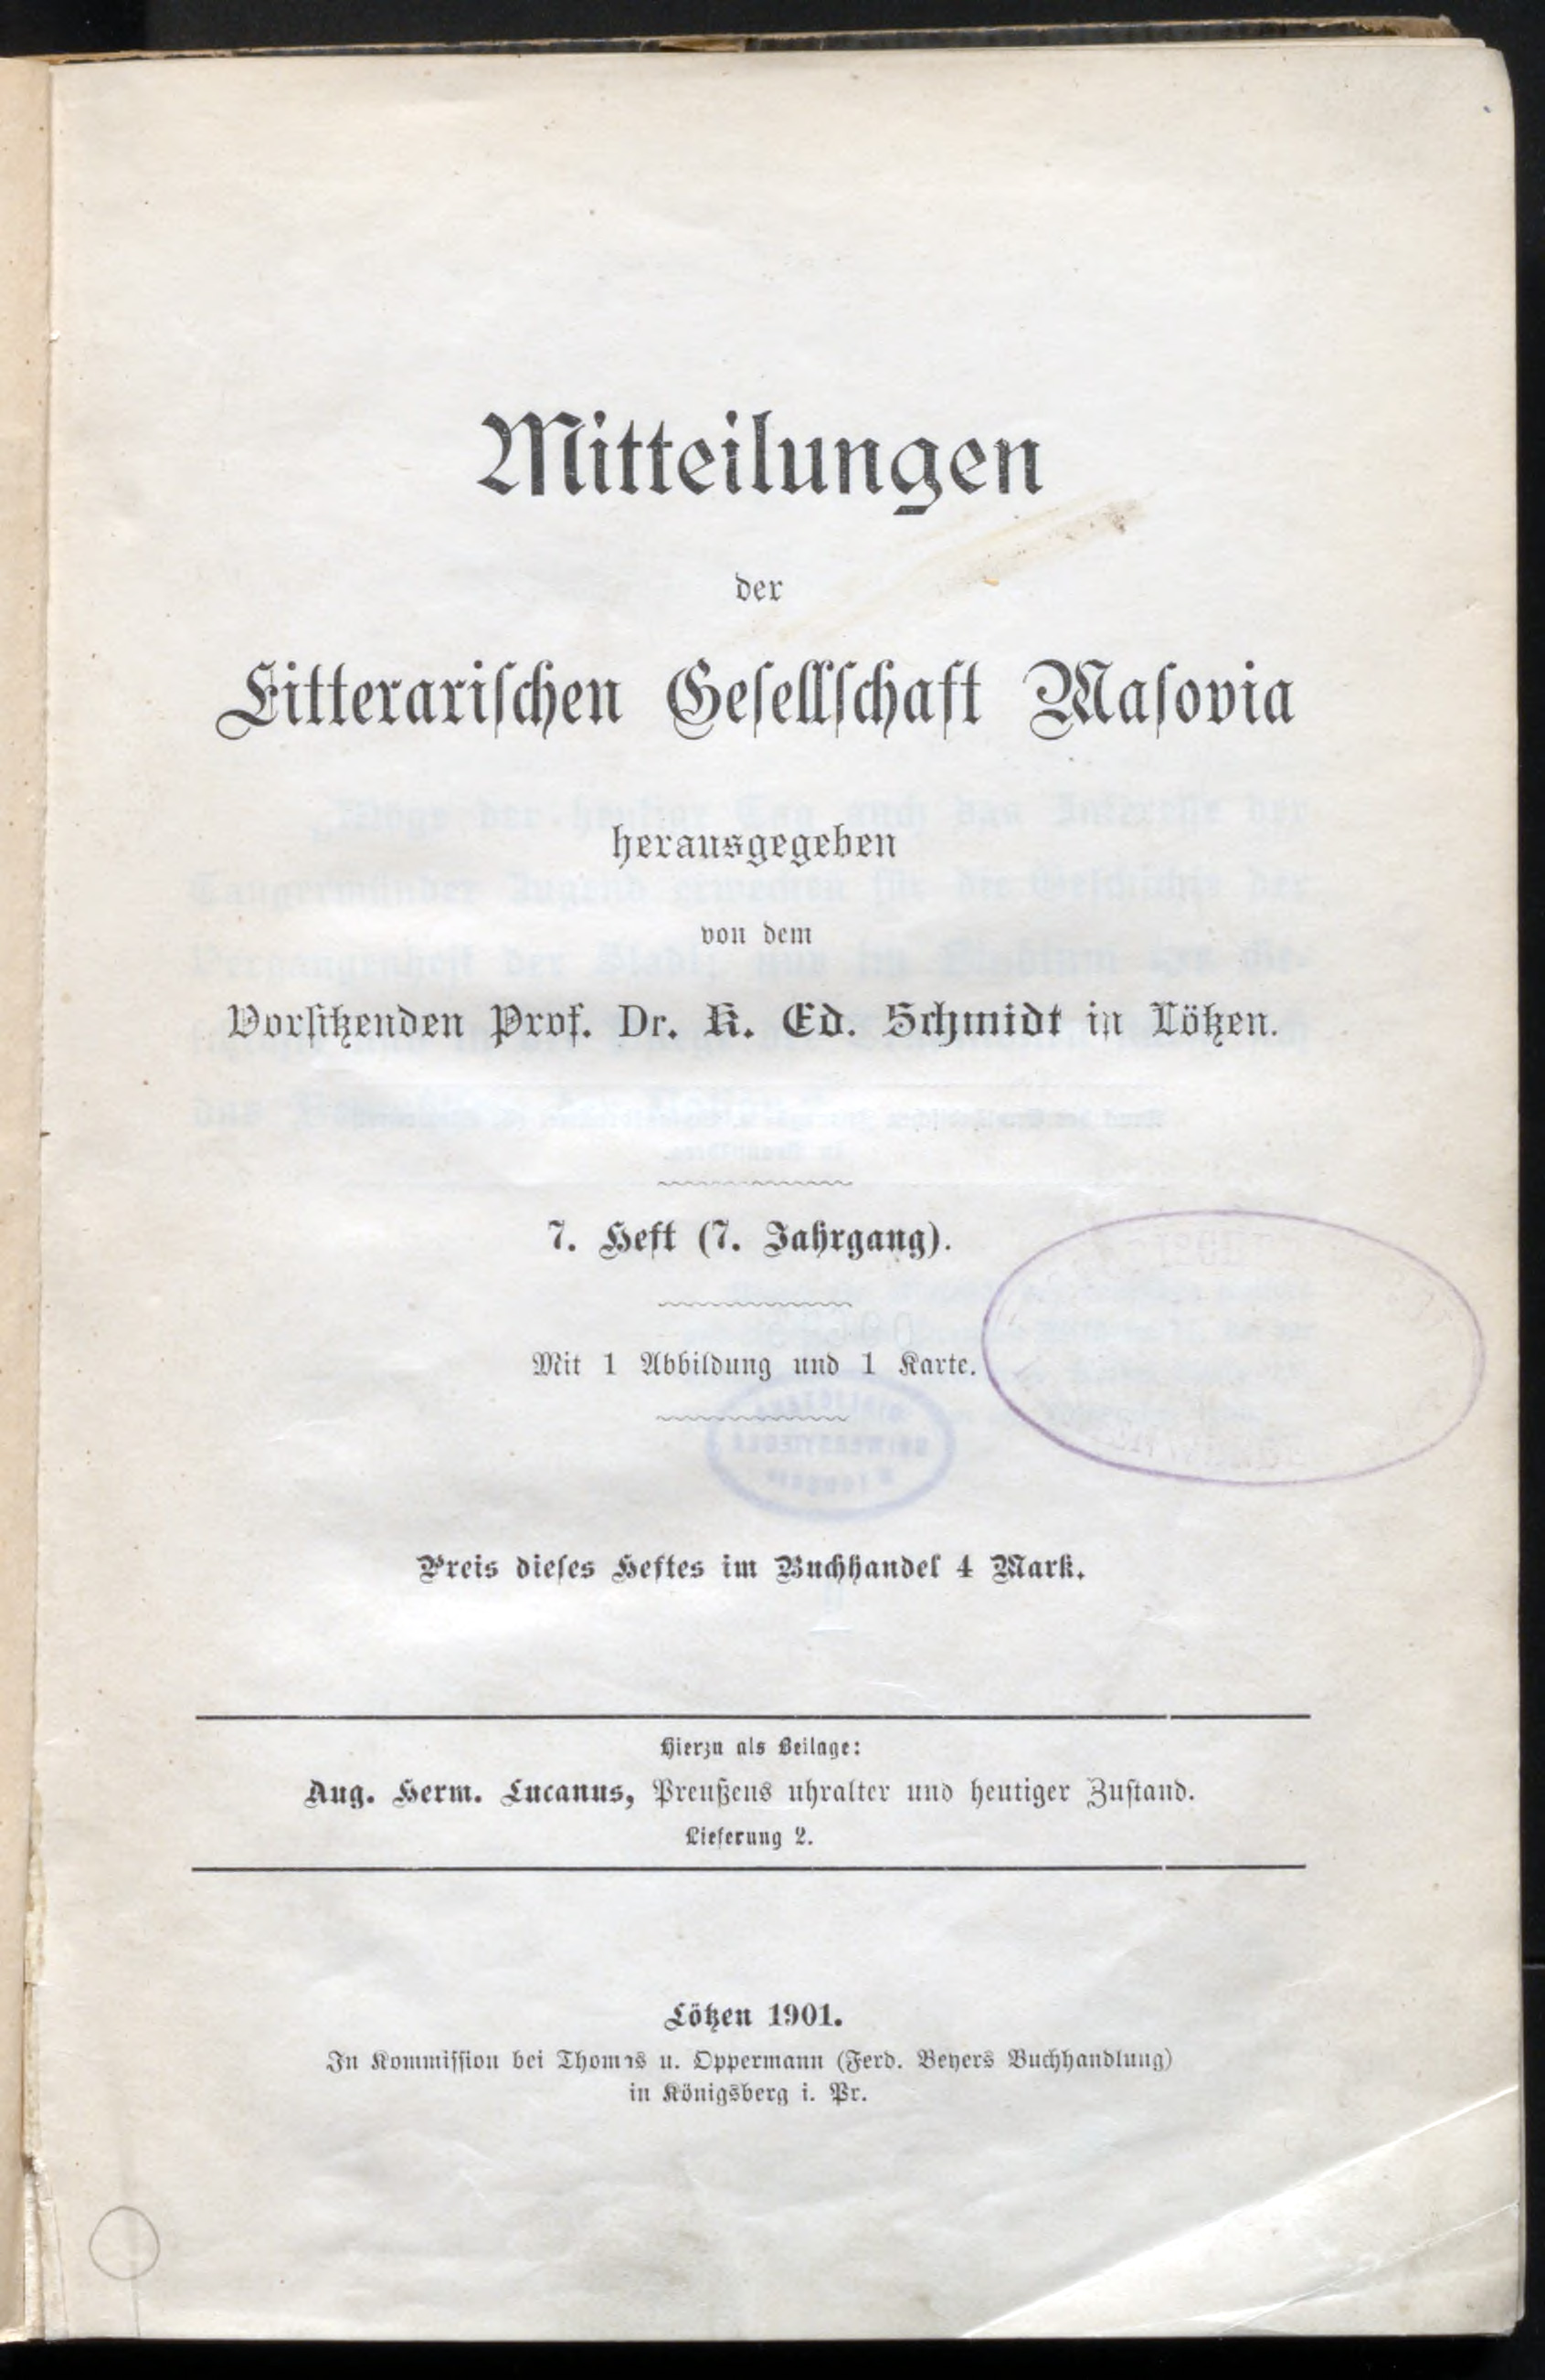 Mitteilungen
der
Litterarischen Gesellschaft Masovia
herausgegeben
von dem
Vorsitzenden Prof. Dr. K. Ed. Schmidt in Lötzen.
7. Heft (7. Jahrgang).
Mit 1 Abbildung und 1 Karte.
Preis dieses Heftes im Buchhandel 4 Mark.
Hierzu als Beilage:
Aug. Herm. Lucanus, Preußens uhralter und heutiger Zustand.
Lieferung 2.
Lötzen 1901.
In Kommission bei Thomas u. Oppermann (Ferd. Beyers Buchhandlung)
in Königsberg i. Pr.